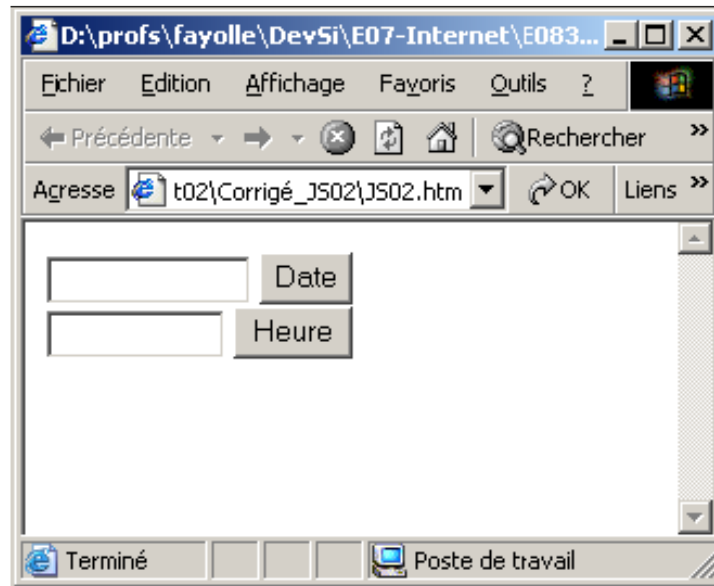 D:\profs\fayolle\DevSi\E07-Internet\E083...
Fichier Edition Affichage Favoris Outils ?
Précédente Rechercher »
Adresse t02\Corrigé_JS02\JS02.htm OK Liens »
Date
Heure
Terminé Poste de travail